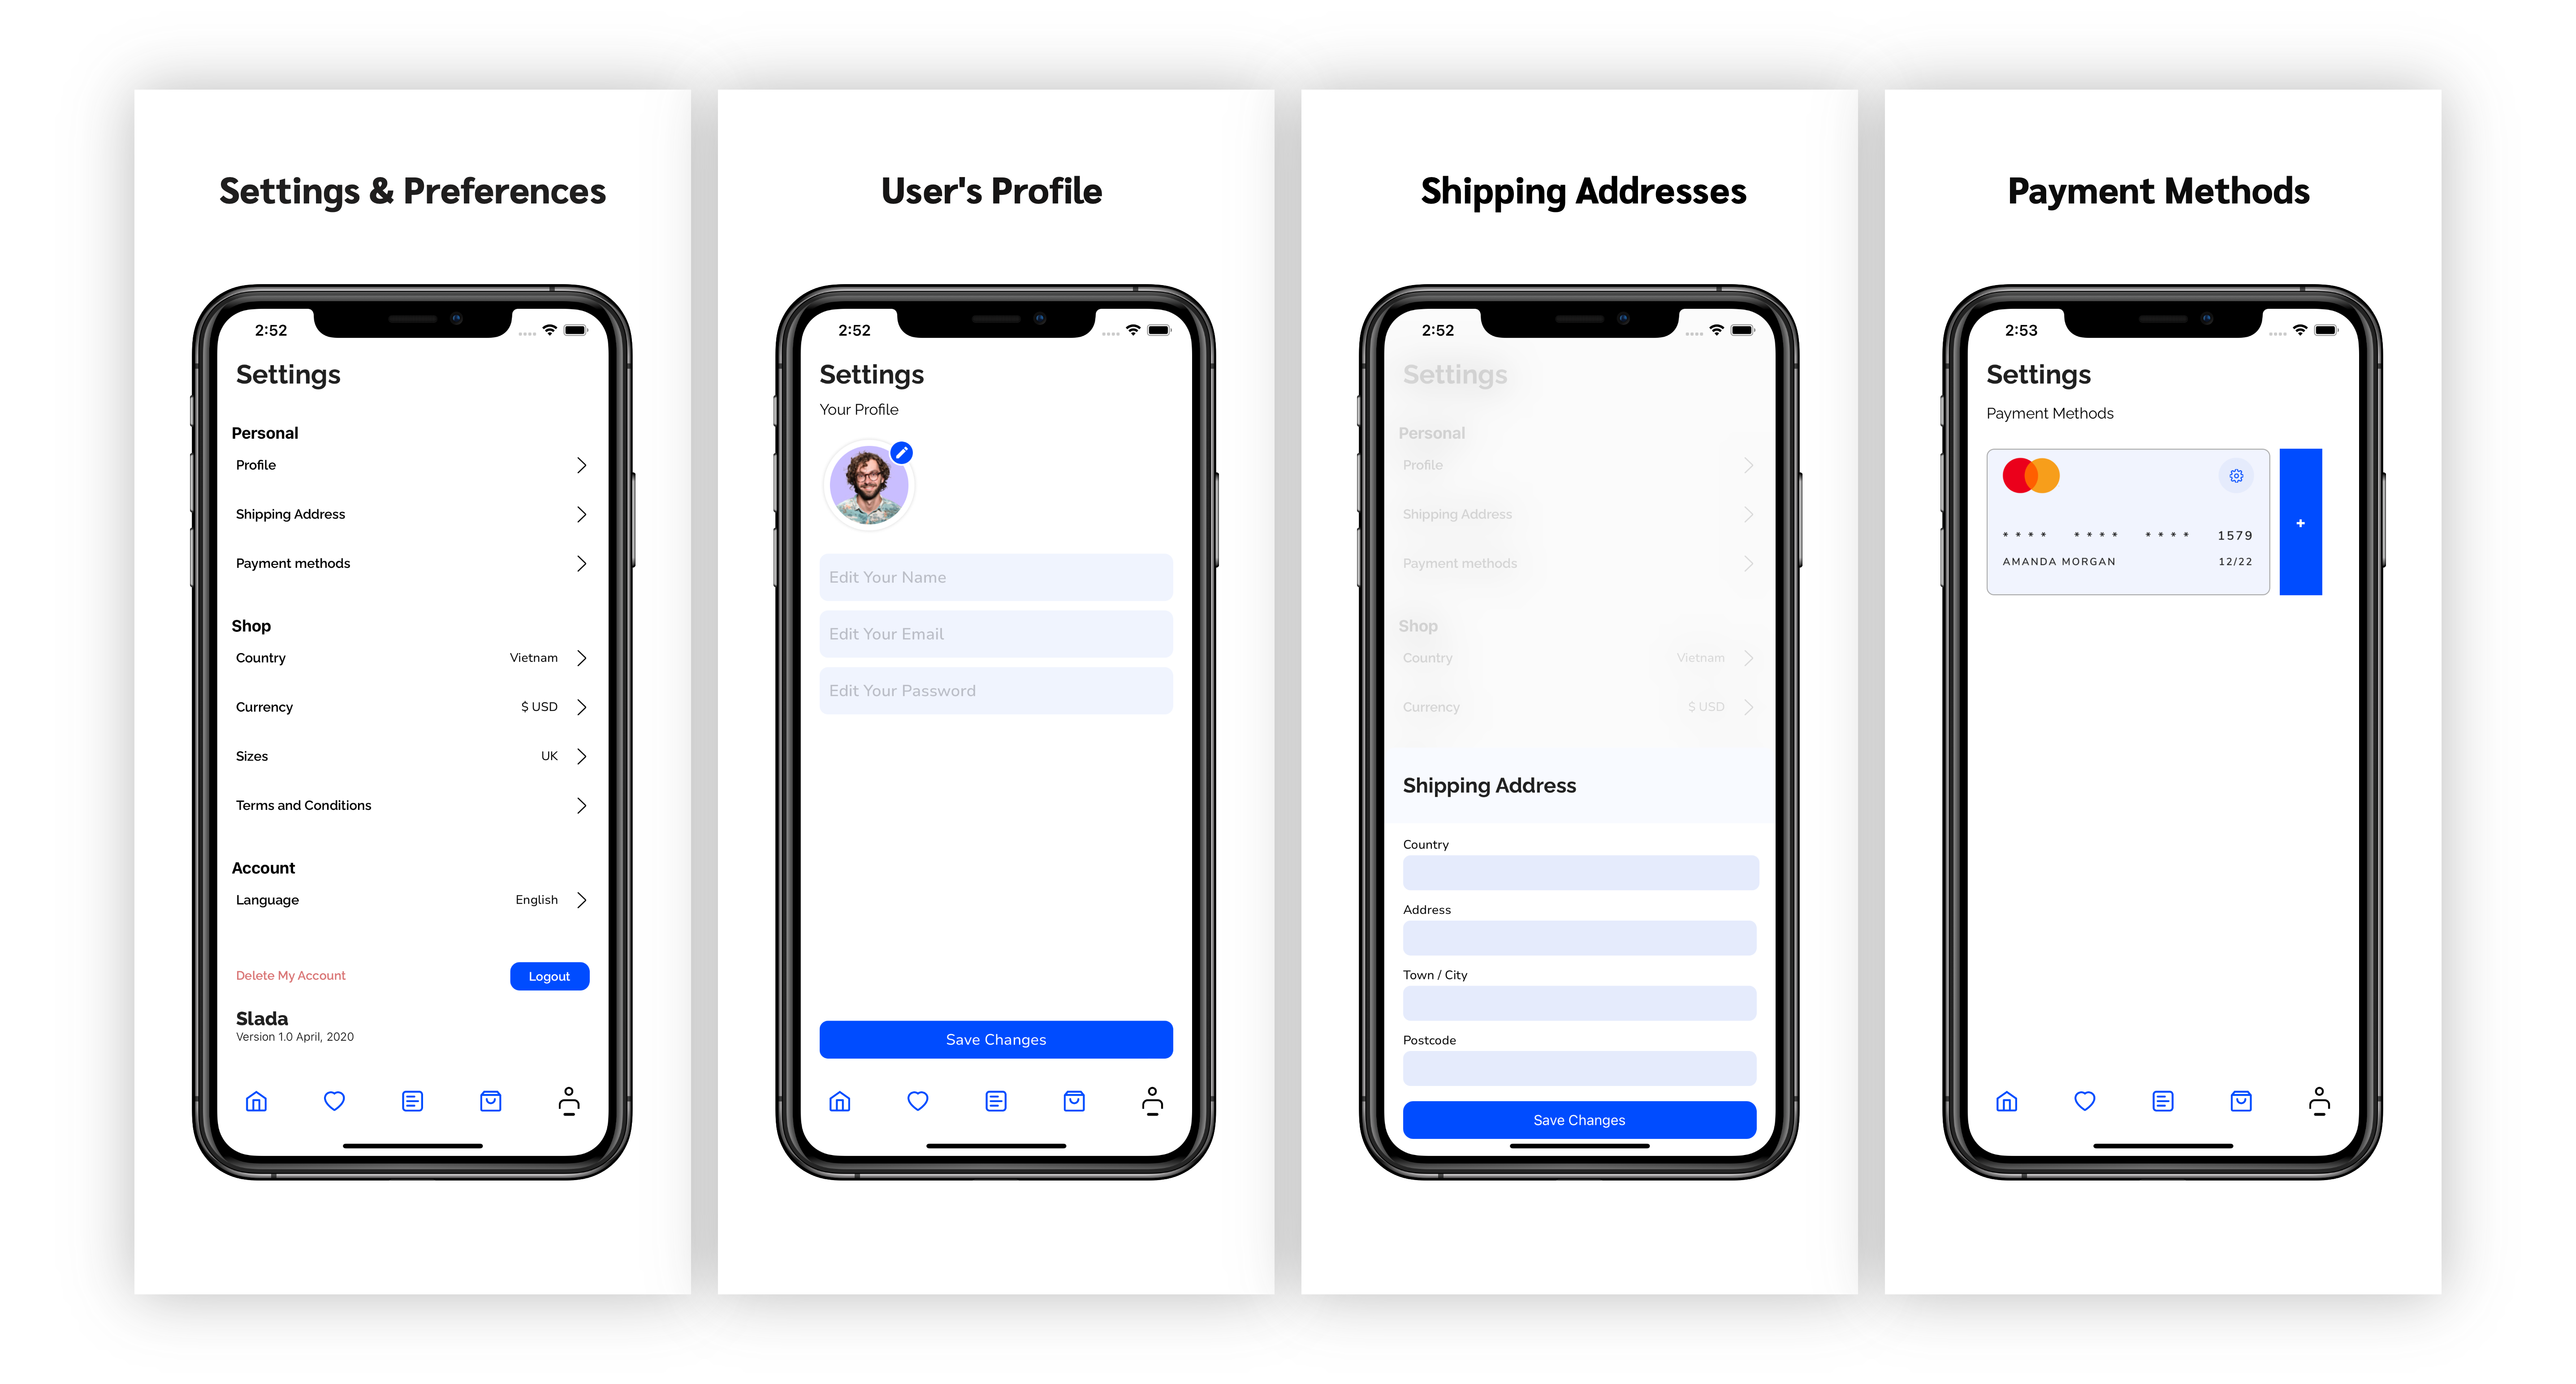 Settings & Preferences
2:52
Settings
Personal
Profile
Shipping Address
Payment methods
Shop
Country Vietnam
Currency $ USD
Sizes UK
Terms and Conditions
Account
Language English
Delete My Account Logout
Slada
Version 1.0 April, 2020
User's Profile
2:52
Settings
Your Profile
Edit Your Name
Edit Your Email
Edit Your Password
Save Changes
Shipping Addresses
2:52
Settings
Personal
Profile
Shipping Address
Payment methods
Shop
Country Vietnam
Currency $ USD
Shipping Address
Country
Address
Town / City
Postcode
Save Changes
Payment Methods
2:53
Settings
Payment Methods
+
* * * * * * * * * * * * 1579
AMANDA MORGAN 12/22